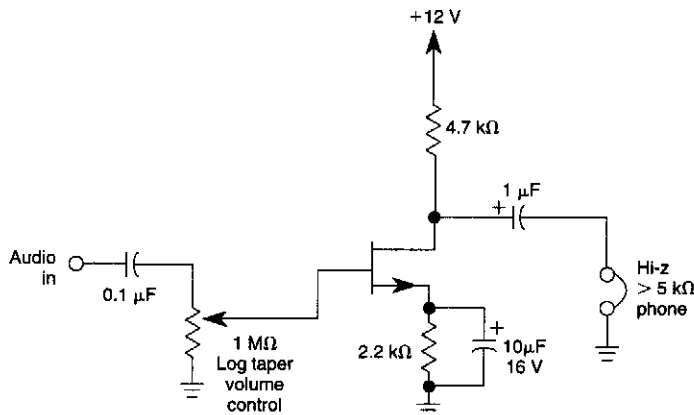 +12 V
4.7 kΩ
1 µF
+
Audio
in
0.1 µF
1 MΩ
Log taper
volume
control
2.2 kΩ
+
10µF
16 V
Hi-z
> 5 kΩ
phone